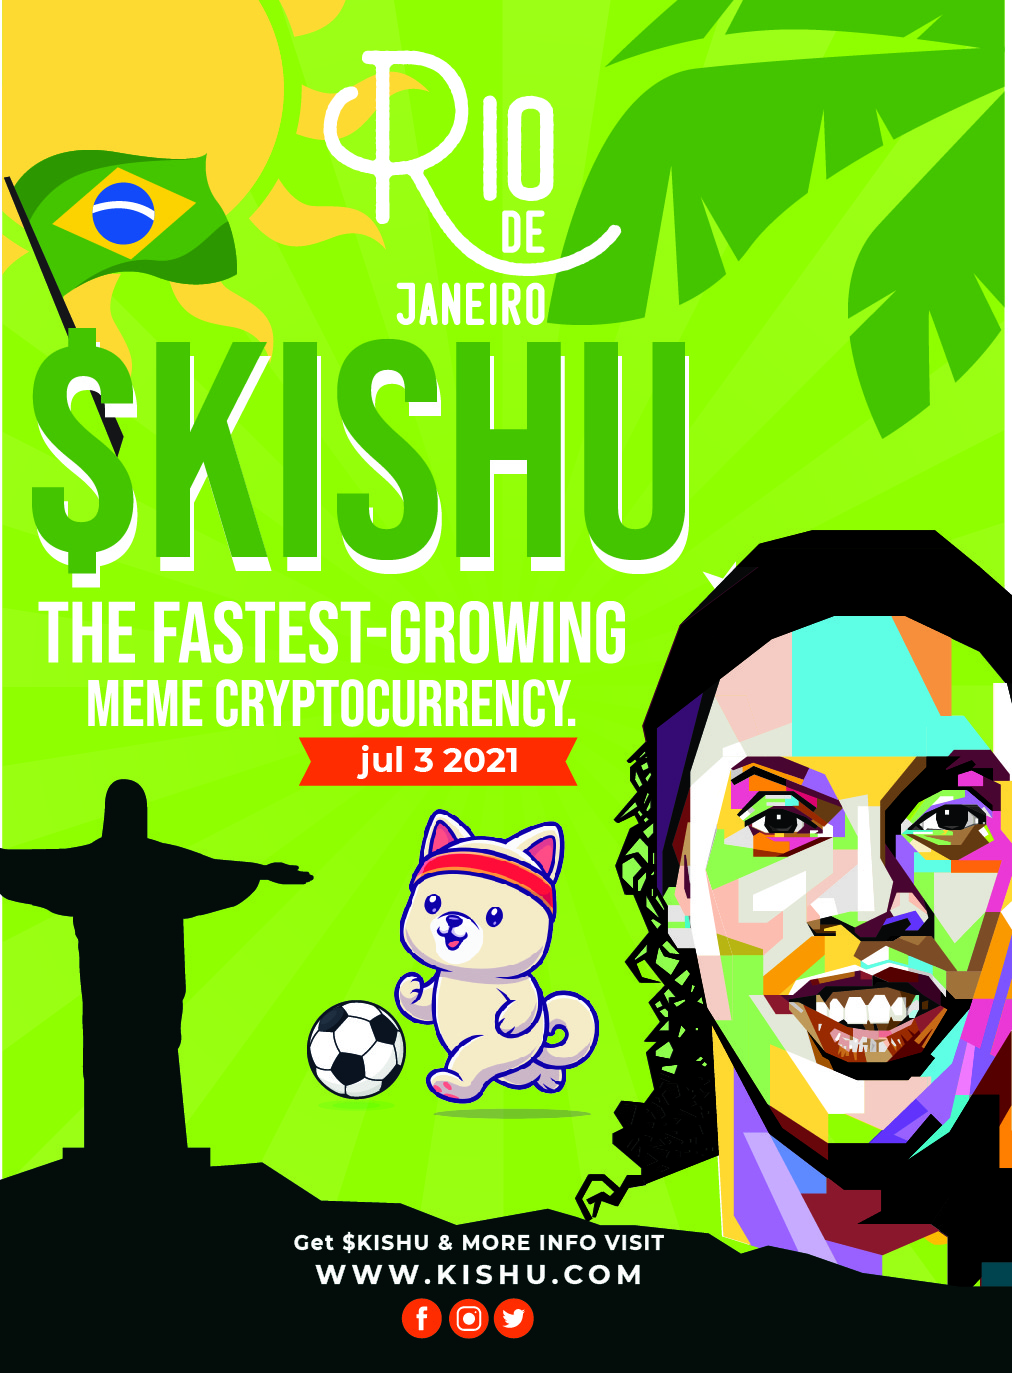 RIO
DE
JANEIRO
$KISHU
THE FASTEST-GROWING
MEME CRYPTOCURRENCY.
jul 3 2021
Get $KISHU & MORE INFO VISIT
WWW.KISHU.COM